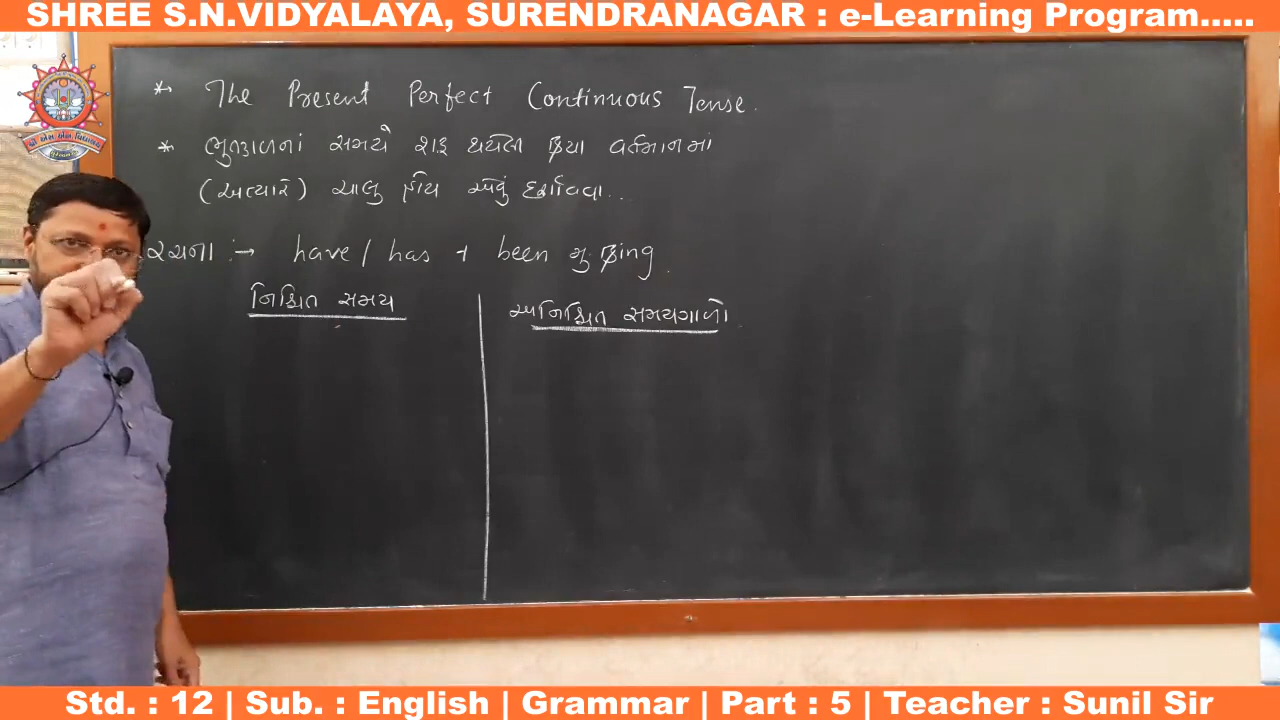 SHREE S.N.VIDYALAYA, SURENDRANAGAR : e-Learning Program.....
* The Present Perfect Continuous Tense.
* ભુતકાળનાં સમયે શરૂ થયેલી ક્રિયા વર્તમાનમાં
(અત્યારે) ચાલુ હોય એવું દર્શાવવા...
રચના :→ have / has + been + ing.
નિશ્ચિત સમય
અનિશ્ચિત સમયગાળો
Std. : 12 | Sub. : English | Grammar | Part : 5 | Teacher : Sunil Sir